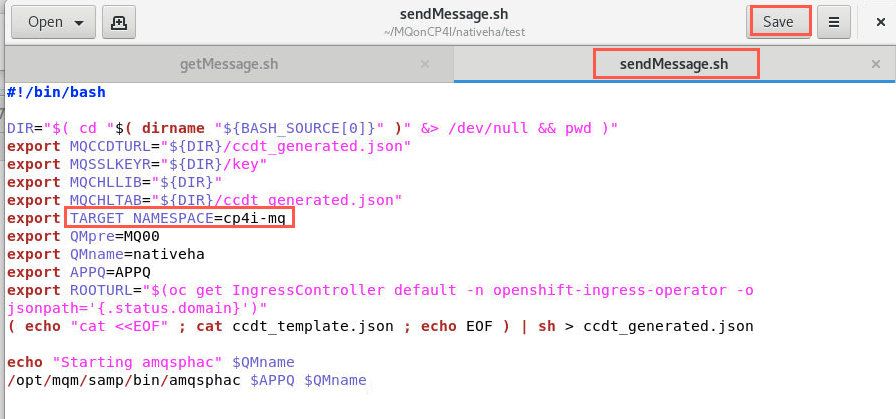 sendMessage.sh
Open
Save
~/MQonCP4I/nativeha/test
getMessage.sh
sendMessage.sh
#!/bin/bash
DIR="$( cd "$( dirname "${BASH_SOURCE[0]}" )" &> /dev/null && pwd )"
export MQCCDTURL="${DIR}/ccdt_generated.json"
export MQSSLKEYR="${DIR}/key"
export MQCHLLIB="${DIR}"
export MQCHLTAB="${DIR}/ccdt_generated.json"
export TARGET_NAMESPACE=cp4i-mq
export QMpre=MQ00
export QMname=nativeha
export APPQ=APPQ
export ROOTURL="$(oc get IngressController default -n openshift-ingress-operator -o
jsonpath='{.status.domain}')"
( echo "cat <<EOF" ; cat ccdt_template.json ; echo EOF ) | sh > ccdt_generated.json
echo "Starting amqsphac" $QMname
/opt/mqm/samp/bin/amqsphac $APPQ $QMname